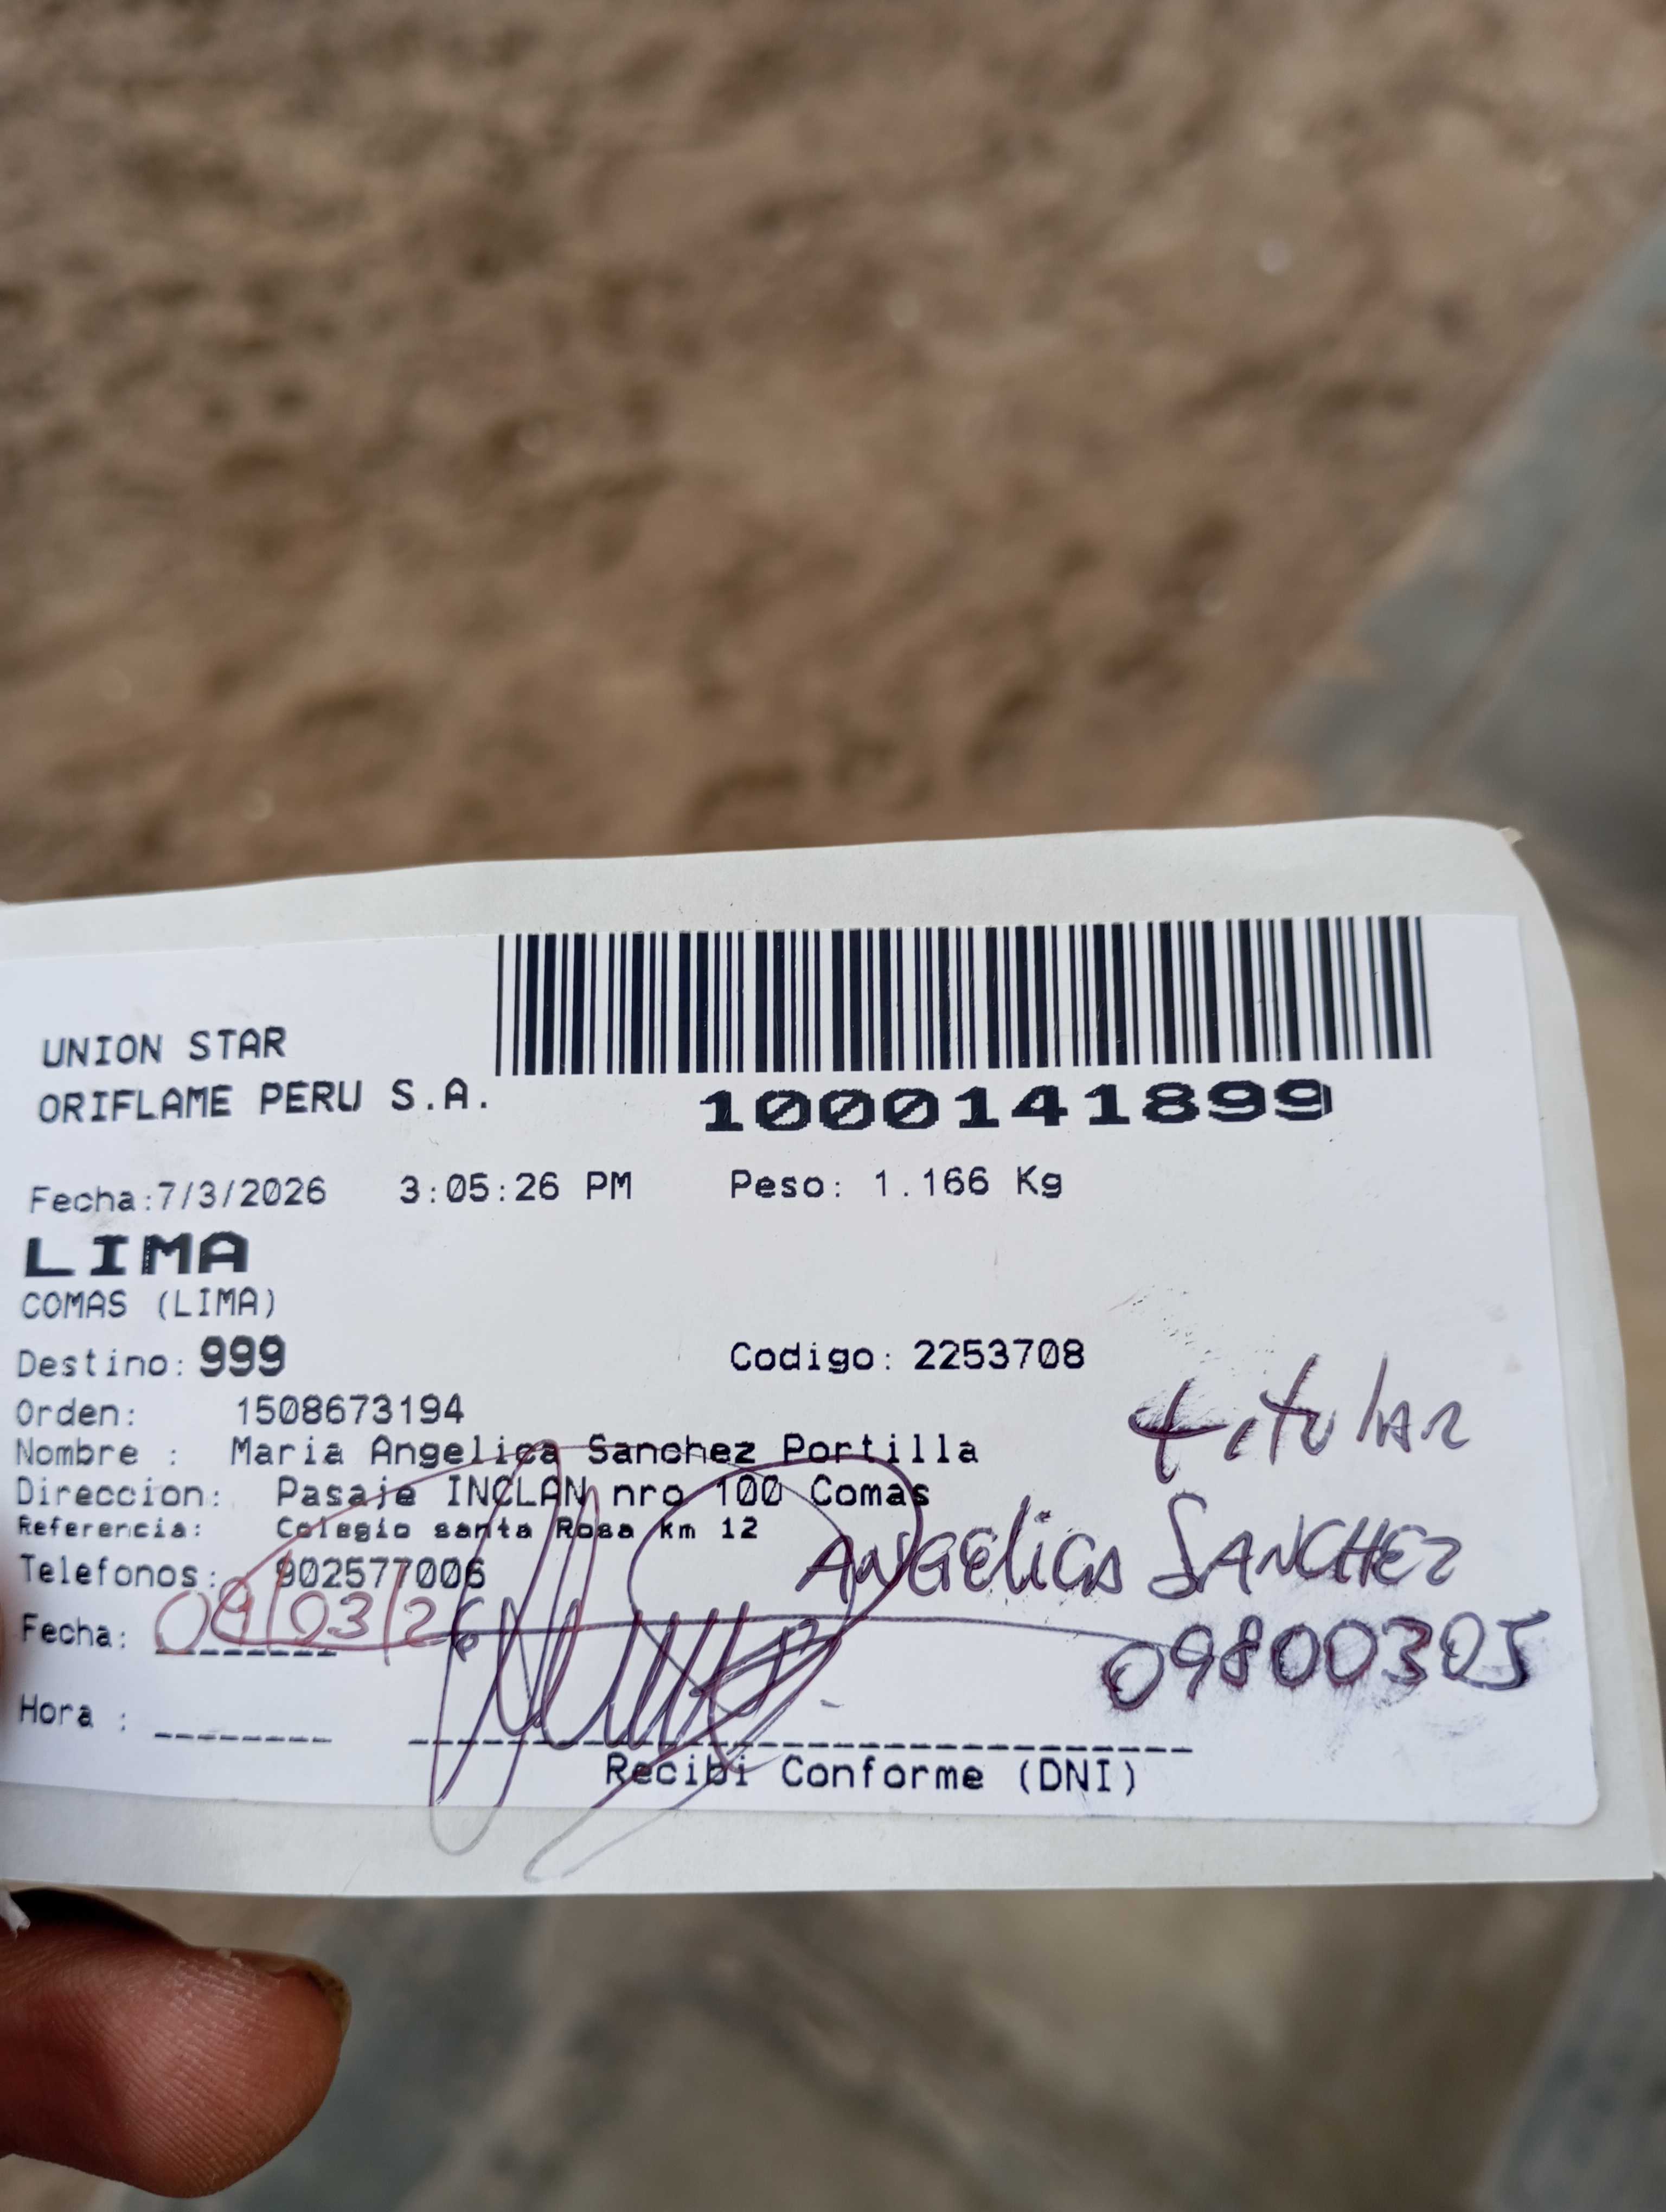 UNION STAR
ORIFLAME PERU S.A.
1000141899
Fecha:7/3/2026 3:05:26 PM Peso: 1.166 Kg
LIMA
COMAS (LIMA)
Destino: 999 Codigo: 2253708
Orden: 1508673194
titular
Nombre : Maria Angelica Sanchez Portilla
Direccion: Pasaje INCLAN nro 100 Comas
Referencia: Colegio santa Rosa km 12
ANGElicA SANCHEZ
Telefonos: 902577006
Fecha: 09/03/26
09800305
Hora :
Recibi Conforme (DNI)